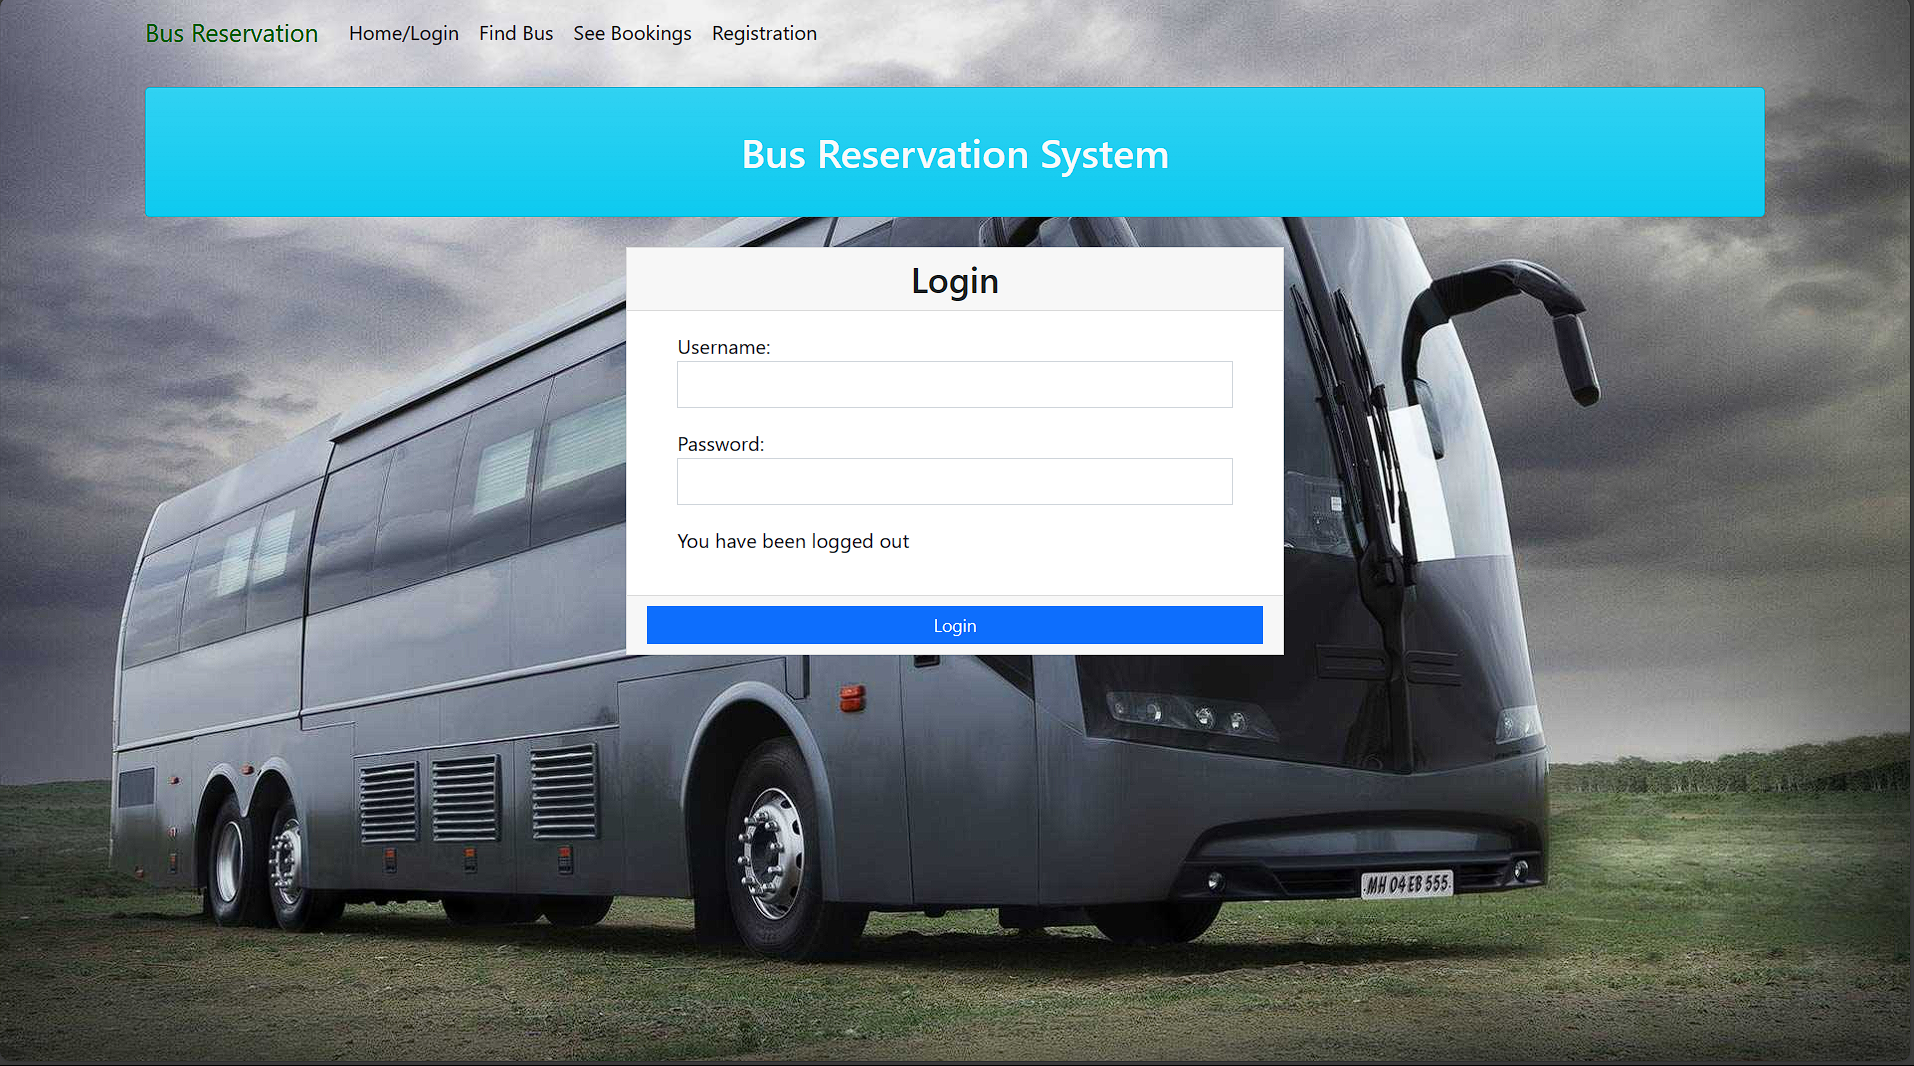 Bus Reservation Home/Login Find Bus See Bookings Registration
Bus Reservation System
Login
Username:
Password:
You have been logged out
Login
MH 04 EB 555